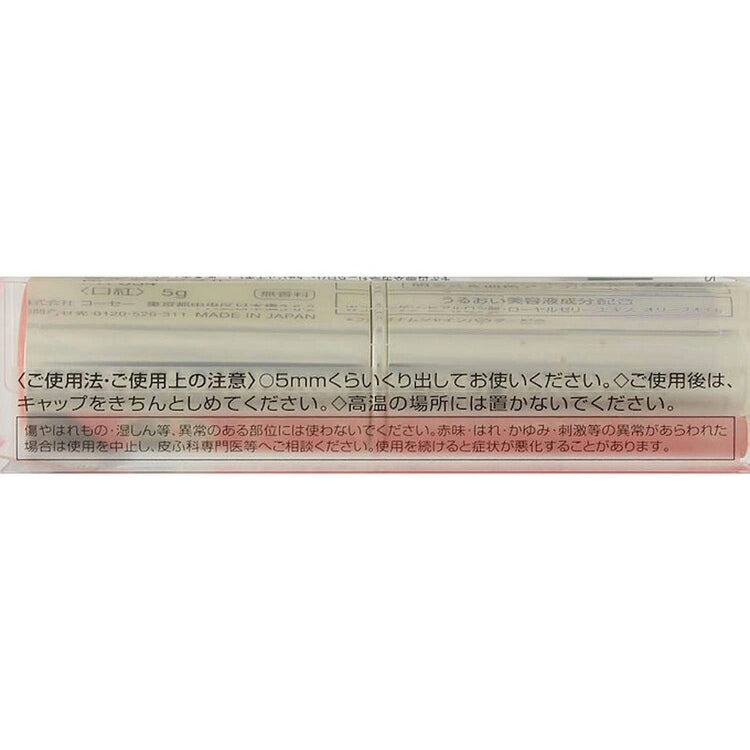 〈口紅〉 5g 無香料
株式会社 コーセー
0120-526-311 MADE IN JAPAN
うるおい美容液成分配合
〈ご使用法・ご使用上の注意〉○5mmくらいくり出してお使いください。◇ご使用後は、
キャップをきちんとしめてください。◇高温の場所には置かないでください。
傷やはれもの・湿しん等、異常のある部位には使わないでください。赤味・はれ・かゆみ・刺激等の異常があらわれた
場合は使用を中止し、皮ふ科専門医等へご相談ください。使用を続けると症状が悪化することがあります。